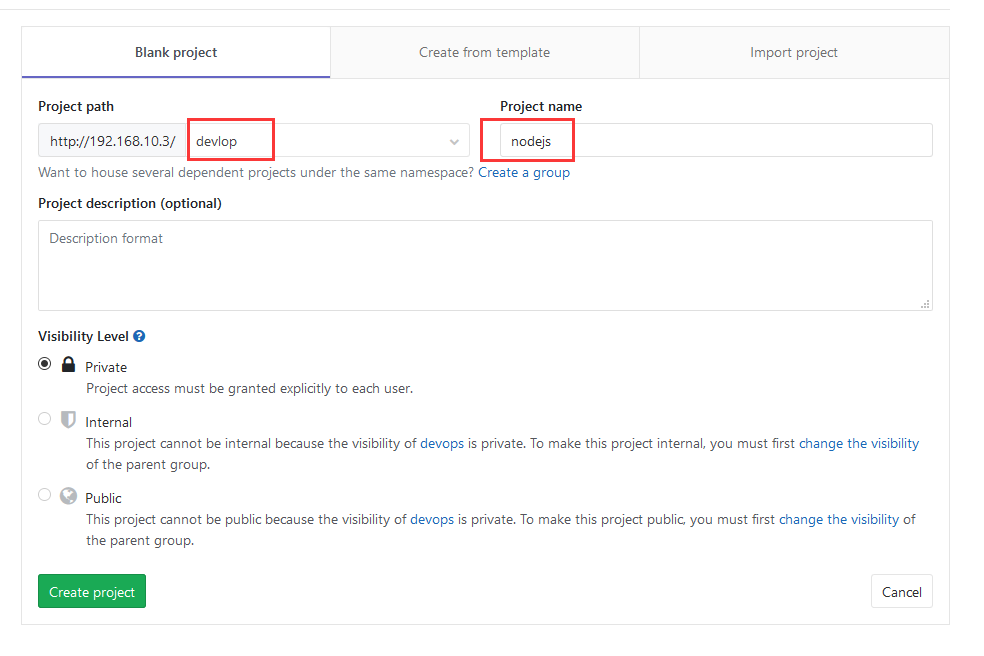 Blank project
Create from template
Import project
Project path
Project name
http://192.168.10.3/
devlop
nodejs
Want to house several dependent projects under the same namespace? Create a group
Project description (optional)
Description format
Visibility Level ?
Private
Project access must be granted explicitly to each user.
Internal
This project cannot be internal because the visibility of devops is private. To make this project internal, you must first change the visibility
of the parent group.
Public
This project cannot be public because the visibility of devops is private. To make this project public, you must first change the visibility of
the parent group.
Create project
Cancel